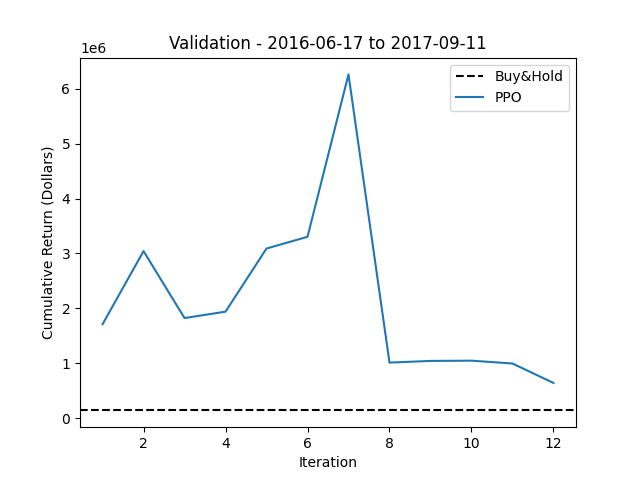 Validation - 2016-06-17 to 2017-09-11
1e6
Buy&Hold
PPO
Cumulative Return (Dollars)
6
5
4
3
2
1
0
2 4 6 8 10 12
Iteration